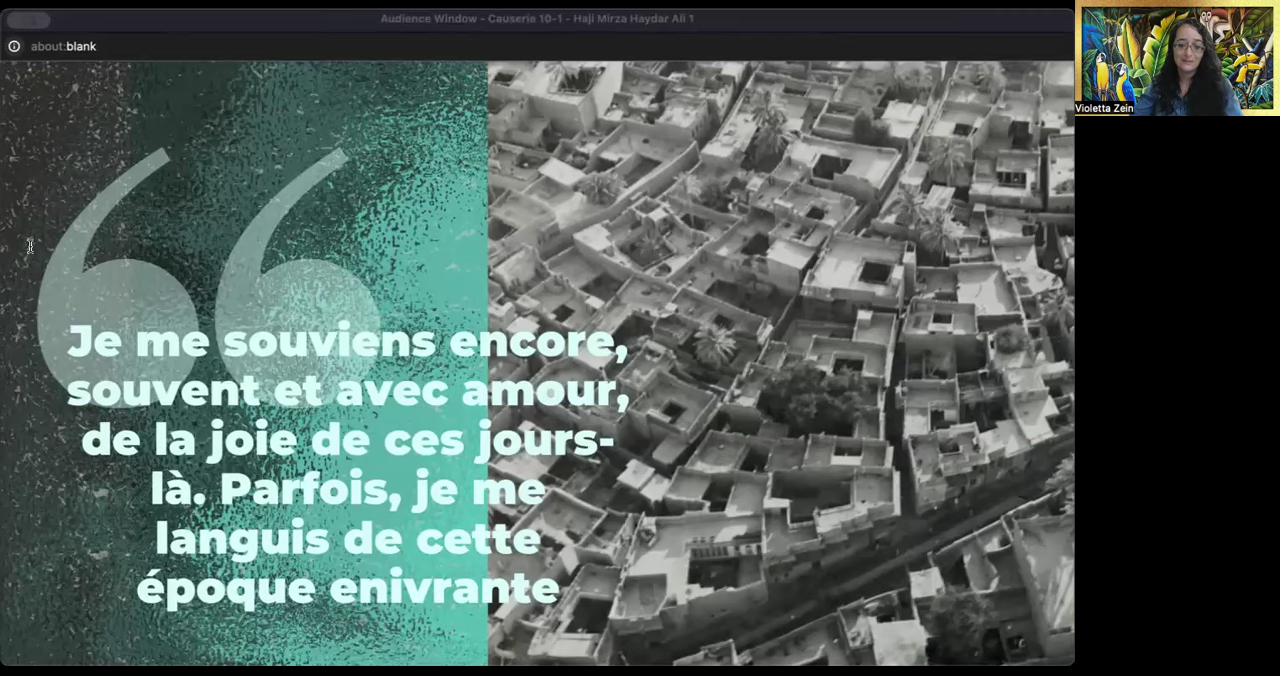 Audience Window - Causerie 10-1 - Haji Mirza Haydar Ali 1
about:blank
Violetta Zein
Je me souviens encore,
souvent et avec amour,
de la joie de ces jours-
là. Parfois, je me
languis de cette
époque enivrante